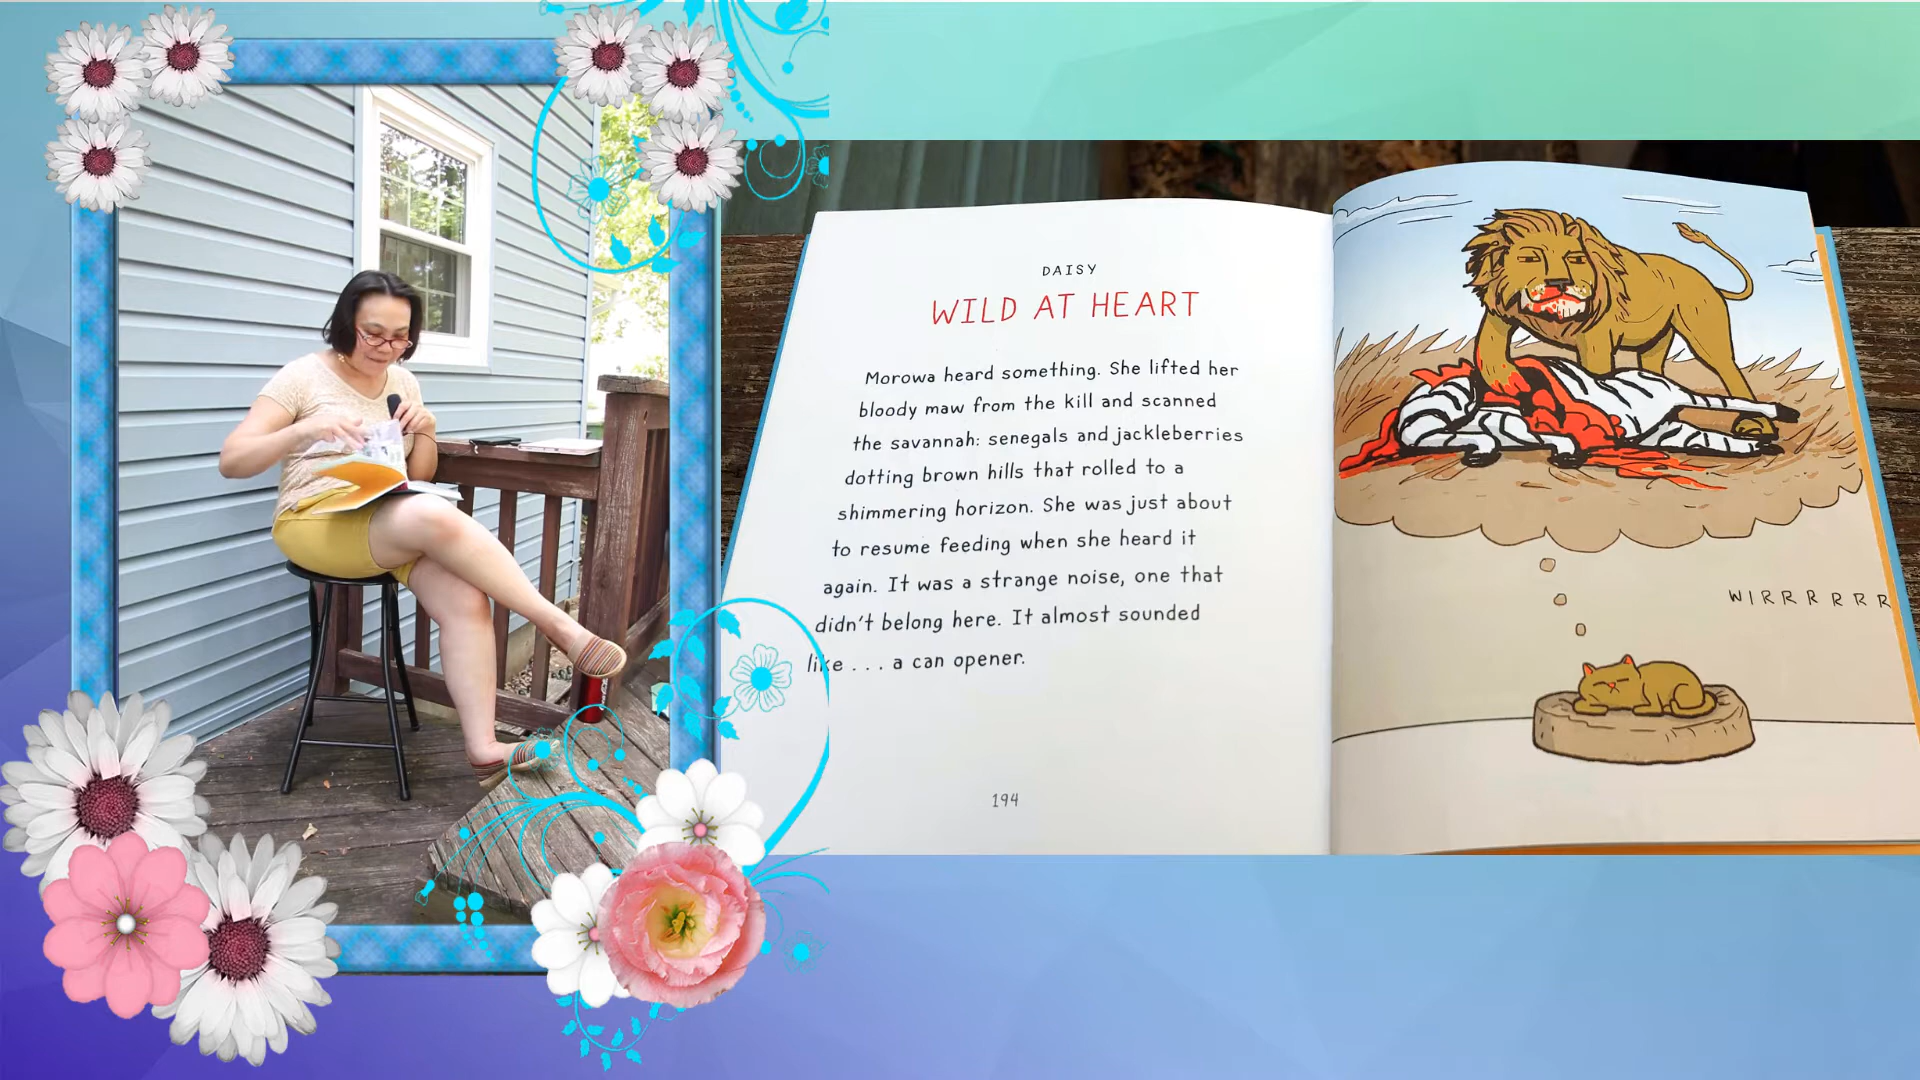 DAISY
WILD AT HEART
Morowa heard something. She lifted her
bloody maw from the kill and scanned
the savannah: senegals and jackleberries
dotting brown hills that rolled to a
shimmering horizon. She was just about
to resume feeding when she heard it
again. It was a strange noise, one that
didn't belong here. It almost sounded
like . . . a can opener.
194
WIRRRRRR